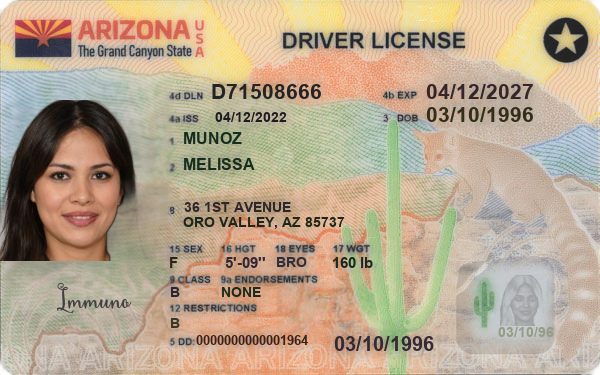 ARIZONA USA
The Grand Canyon State
DRIVER LICENSE
4d DLN D71508666 4b EXP 04/12/2027
4a ISS 04/12/2022 3 DOB 03/10/1996
1 MUNOZ
2 MELISSA
8 36 1ST AVENUE
ORO VALLEY, AZ 85737
15 SEX 16 HGT 18 EYES 17 WGT
F 5'-09" BRO 160 lb
9 CLASS 9a ENDORSEMENTS
B NONE
Immuno
12 RESTRICTIONS
B
03/10/96
5 DD: 0000000000001964 03/10/1996
ARIZONA ARIZONA ARIZONA